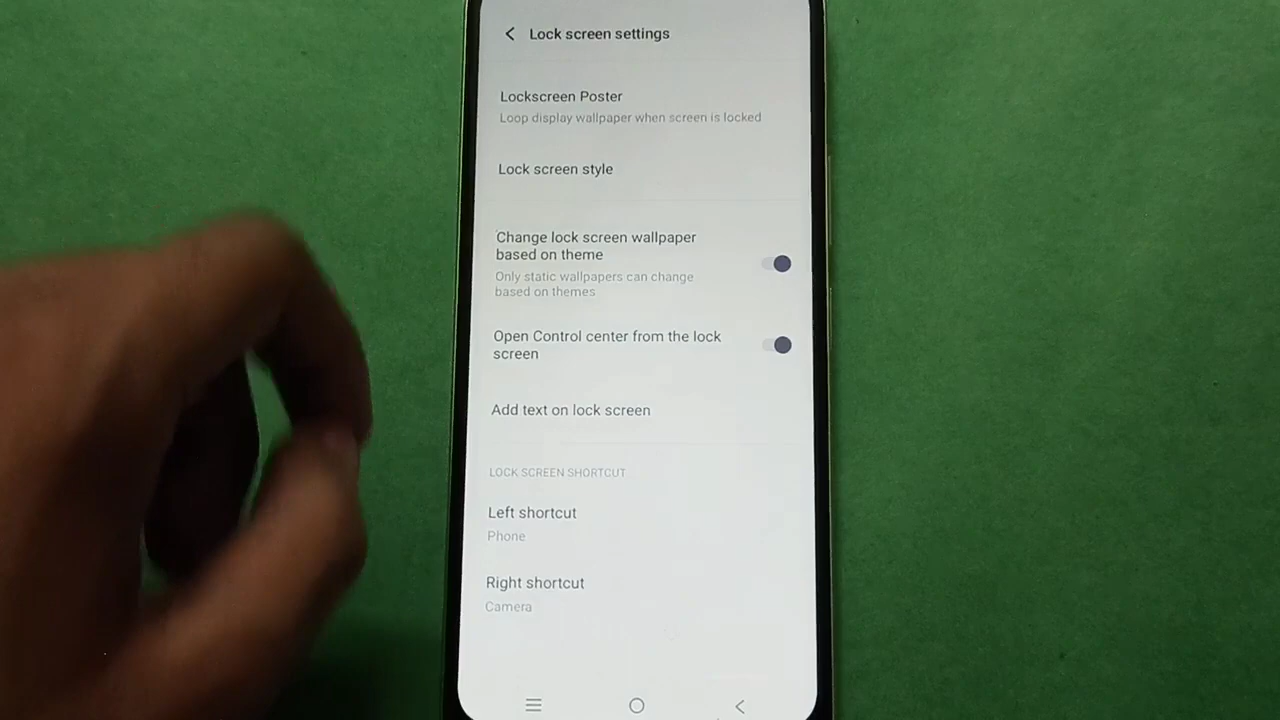 Lock screen settings
Lockscreen Poster
Loop display wallpaper when screen is locked
Lock screen style
Change lock screen wallpaper
based on theme
Only static wallpapers can change
based on themes
Open Control center from the lock
screen
Add text on lock screen
LOCK SCREEN SHORTCUT
Left shortcut
Phone
Right shortcut
Camera